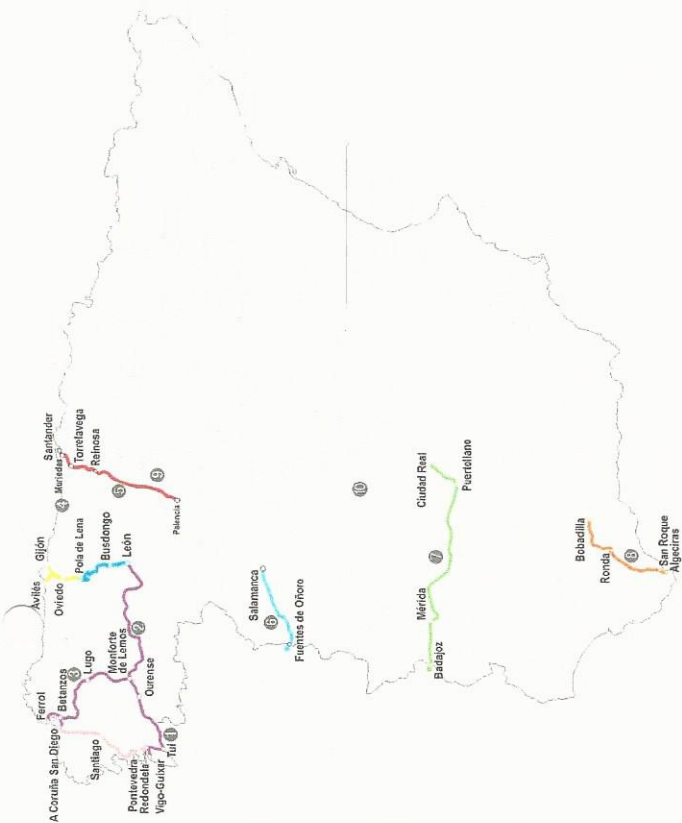 A Coruña San Diego
Ferrol
Betanzos
3
Lugo
Santiago
Monforte
de Lemos
2
Ourense
Pontevedra
Redondela
Vigo-Guixar
Tui
1
Avilés
Gijón
Oviedo
Pola de Lena
Busdongo
León
4
Muriedas
Santander
Torrelavega
Reinosa
5
9
Palencia
Salamanca
6
Fuentes de Oñoro
10
Ciudad Real
Puertollano
7
Mérida
Badajoz
Bobadilla
Ronda
8
San Roque
Algeciras